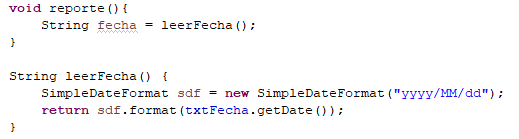 void reporte(){
    String fecha = leerFecha();
}

String leerFecha() {
    SimpleDateFormat sdf = new SimpleDateFormat("yyyy/MM/dd");
    return sdf.format(txtFecha.getDate());
}